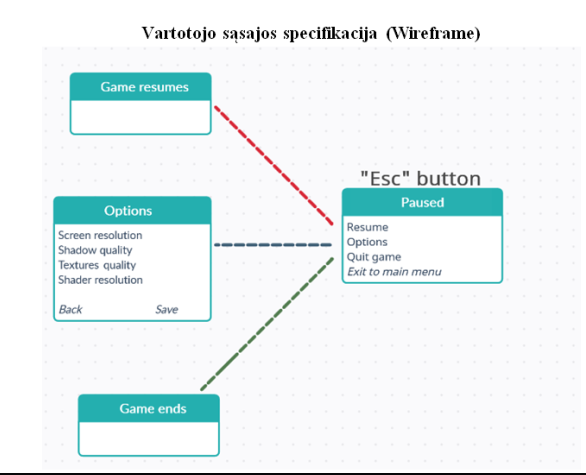 Vartotojo sąsajos specifikacija (Wireframe)
Game resumes
"Esc" button
Paused
Resume
Options
Quit game
Exit to main menu
Options
Screen resolution
Shadow quality
Textures quality
Shader resolution
Back Save
Game ends